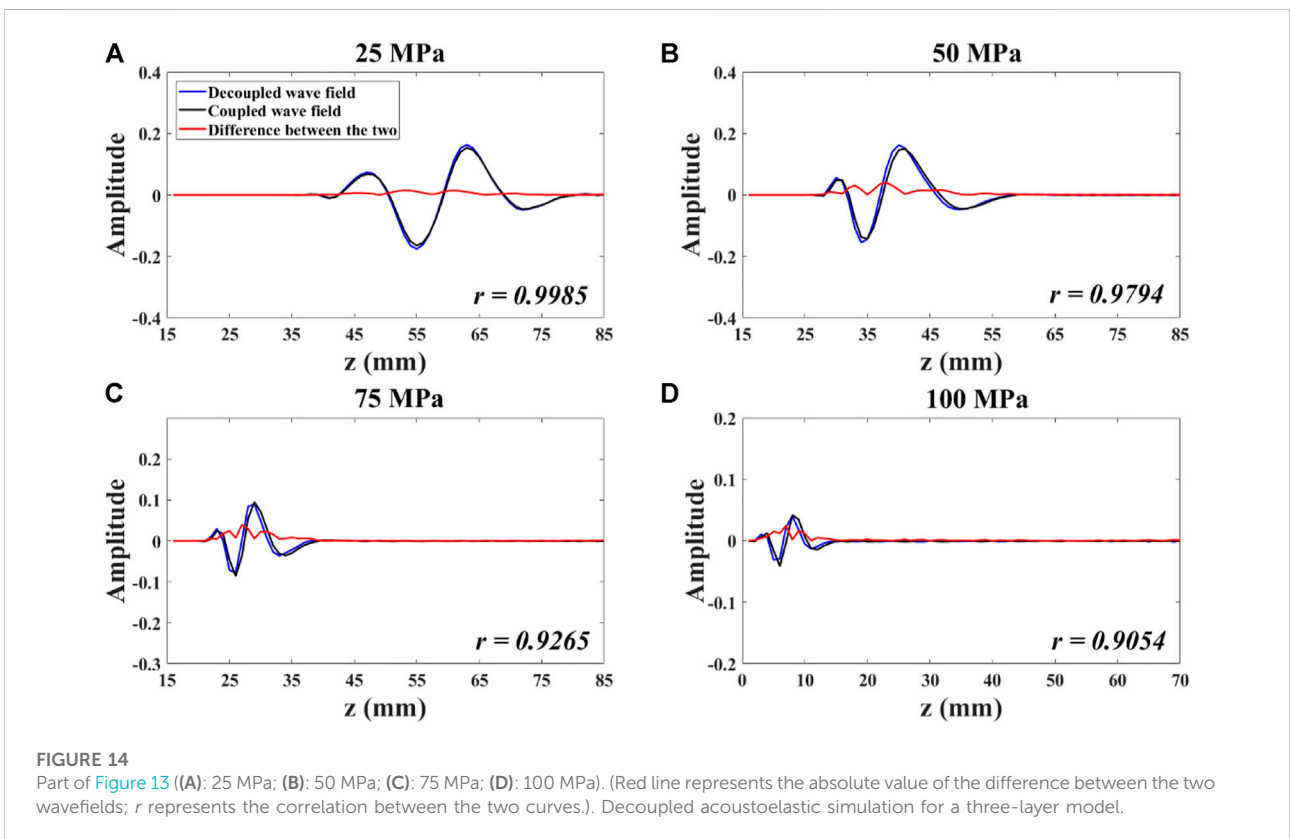 A
25 MPa
0.4
0.2
0
-0.2
-0.4
Amplitude
Decoupled wave field
Coupled wave field
Difference between the two
r = 0.9985
15 25 35 45 55 65 75 85
z (mm)
B
50 MPa
0.4
0.2
0
-0.2
-0.4
Amplitude
r = 0.9794
15 25 35 45 55 65 75 85
z (mm)
C
75 MPa
0.2
0.1
0
-0.1
-0.2
-0.3
Amplitude
r = 0.9265
15 25 35 45 55 65 75 85
z (mm)
D
100 MPa
0.2
0.1
0
-0.1
-0.2
Amplitude
r = 0.9054
0 10 20 30 40 50 60 70
z (mm)
FIGURE 14
Part of Figure 13 ((A): 25 MPa; (B): 50 MPa; (C): 75 MPa; (D): 100 MPa). (Red line represents the absolute value of the difference between the two
wavefields; r represents the correlation between the two curves.). Decoupled acoustoelastic simulation for a three-layer model.